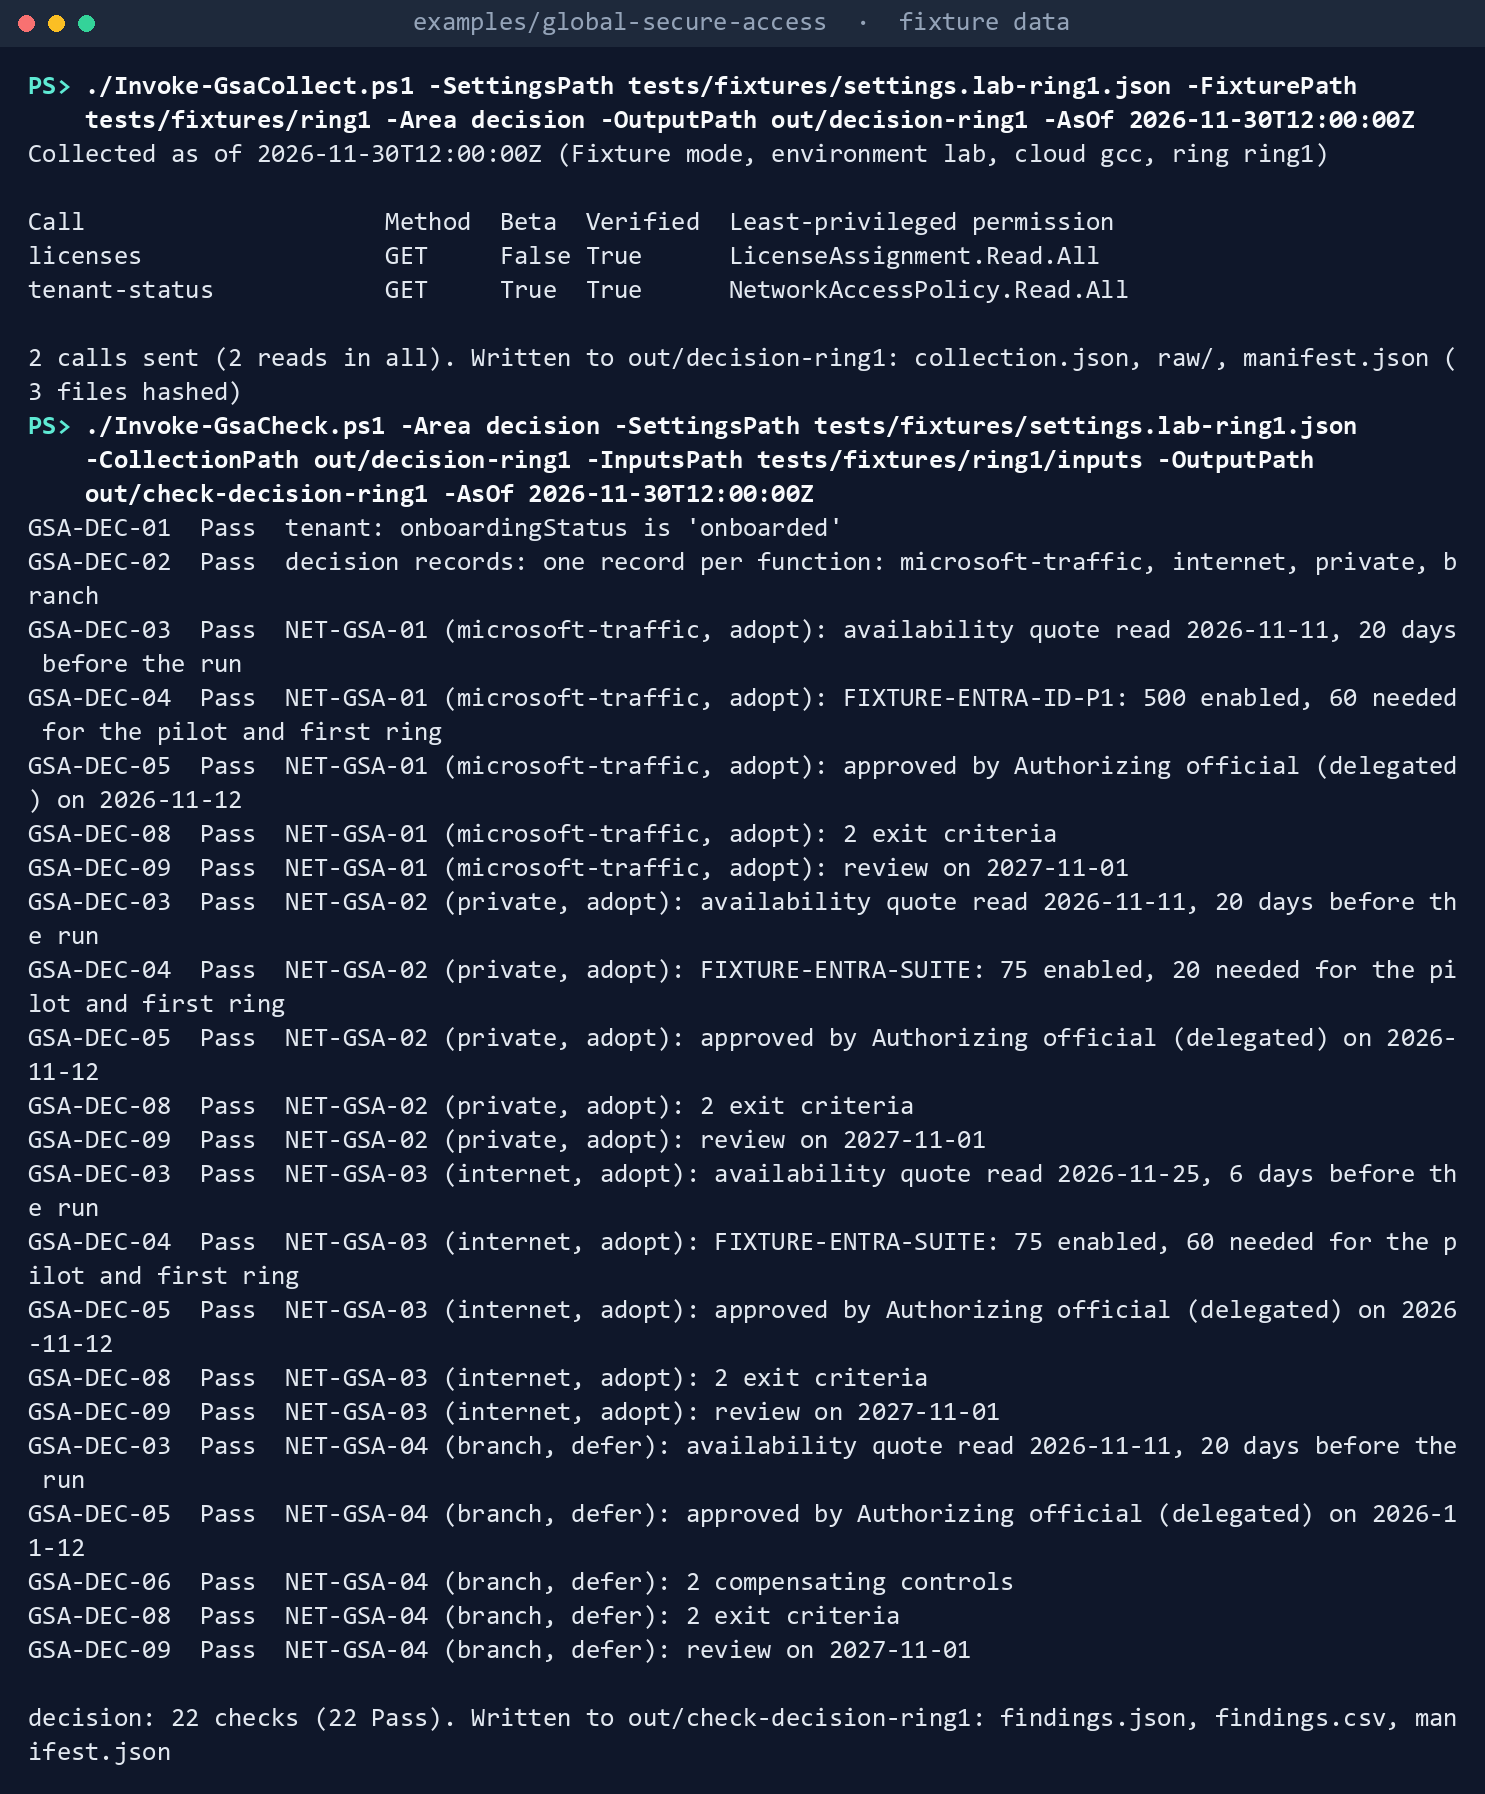 examples/global-secure-access  ·  fixture data
PS> ./Invoke-GsaCollect.ps1 -SettingsPath tests/fixtures/settings.lab-ring1.json -FixturePath
    tests/fixtures/ring1 -Area decision -OutputPath out/decision-ring1 -AsOf 2026-11-30T12:00:00Z
Collected as of 2026-11-30T12:00:00Z (Fixture mode, environment lab, cloud gcc, ring ring1)

Call                     Method  Beta  Verified  Least-privileged permission
licenses                 GET     False True      LicenseAssignment.Read.All
tenant-status            GET     True  True      NetworkAccessPolicy.Read.All

2 calls sent (2 reads in all). Written to out/decision-ring1: collection.json, raw/, manifest.json (
3 files hashed)
PS> ./Invoke-GsaCheck.ps1 -Area decision -SettingsPath tests/fixtures/settings.lab-ring1.json
    -CollectionPath out/decision-ring1 -InputsPath tests/fixtures/ring1/inputs -OutputPath
    out/check-decision-ring1 -AsOf 2026-11-30T12:00:00Z
GSA-DEC-01  Pass  tenant: onboardingStatus is 'onboarded'
GSA-DEC-02  Pass  decision records: one record per function: microsoft-traffic, internet, private, b
ranch
GSA-DEC-03  Pass  NET-GSA-01 (microsoft-traffic, adopt): availability quote read 2026-11-11, 20 days
 before the run
GSA-DEC-04  Pass  NET-GSA-01 (microsoft-traffic, adopt): FIXTURE-ENTRA-ID-P1: 500 enabled, 60 needed
 for the pilot and first ring
GSA-DEC-05  Pass  NET-GSA-01 (microsoft-traffic, adopt): approved by Authorizing official (delegated
) on 2026-11-12
GSA-DEC-08  Pass  NET-GSA-01 (microsoft-traffic, adopt): 2 exit criteria
GSA-DEC-09  Pass  NET-GSA-01 (microsoft-traffic, adopt): review on 2027-11-01
GSA-DEC-03  Pass  NET-GSA-02 (private, adopt): availability quote read 2026-11-11, 20 days before th
e run
GSA-DEC-04  Pass  NET-GSA-02 (private, adopt): FIXTURE-ENTRA-SUITE: 75 enabled, 20 needed for the pi
lot and first ring
GSA-DEC-05  Pass  NET-GSA-02 (private, adopt): approved by Authorizing official (delegated) on 2026-
11-12
GSA-DEC-08  Pass  NET-GSA-02 (private, adopt): 2 exit criteria
GSA-DEC-09  Pass  NET-GSA-02 (private, adopt): review on 2027-11-01
GSA-DEC-03  Pass  NET-GSA-03 (internet, adopt): availability quote read 2026-11-25, 6 days before th
e run
GSA-DEC-04  Pass  NET-GSA-03 (internet, adopt): FIXTURE-ENTRA-SUITE: 75 enabled, 60 needed for the p
ilot and first ring
GSA-DEC-05  Pass  NET-GSA-03 (internet, adopt): approved by Authorizing official (delegated) on 2026
-11-12
GSA-DEC-08  Pass  NET-GSA-03 (internet, adopt): 2 exit criteria
GSA-DEC-09  Pass  NET-GSA-03 (internet, adopt): review on 2027-11-01
GSA-DEC-03  Pass  NET-GSA-04 (branch, defer): availability quote read 2026-11-11, 20 days before the
 run
GSA-DEC-05  Pass  NET-GSA-04 (branch, defer): approved by Authorizing official (delegated) on 2026-1
1-12
GSA-DEC-06  Pass  NET-GSA-04 (branch, defer): 2 compensating controls
GSA-DEC-08  Pass  NET-GSA-04 (branch, defer): 2 exit criteria
GSA-DEC-09  Pass  NET-GSA-04 (branch, defer): review on 2027-11-01

decision: 22 checks (22 Pass). Written to out/check-decision-ring1: findings.json, findings.csv, man
ifest.json